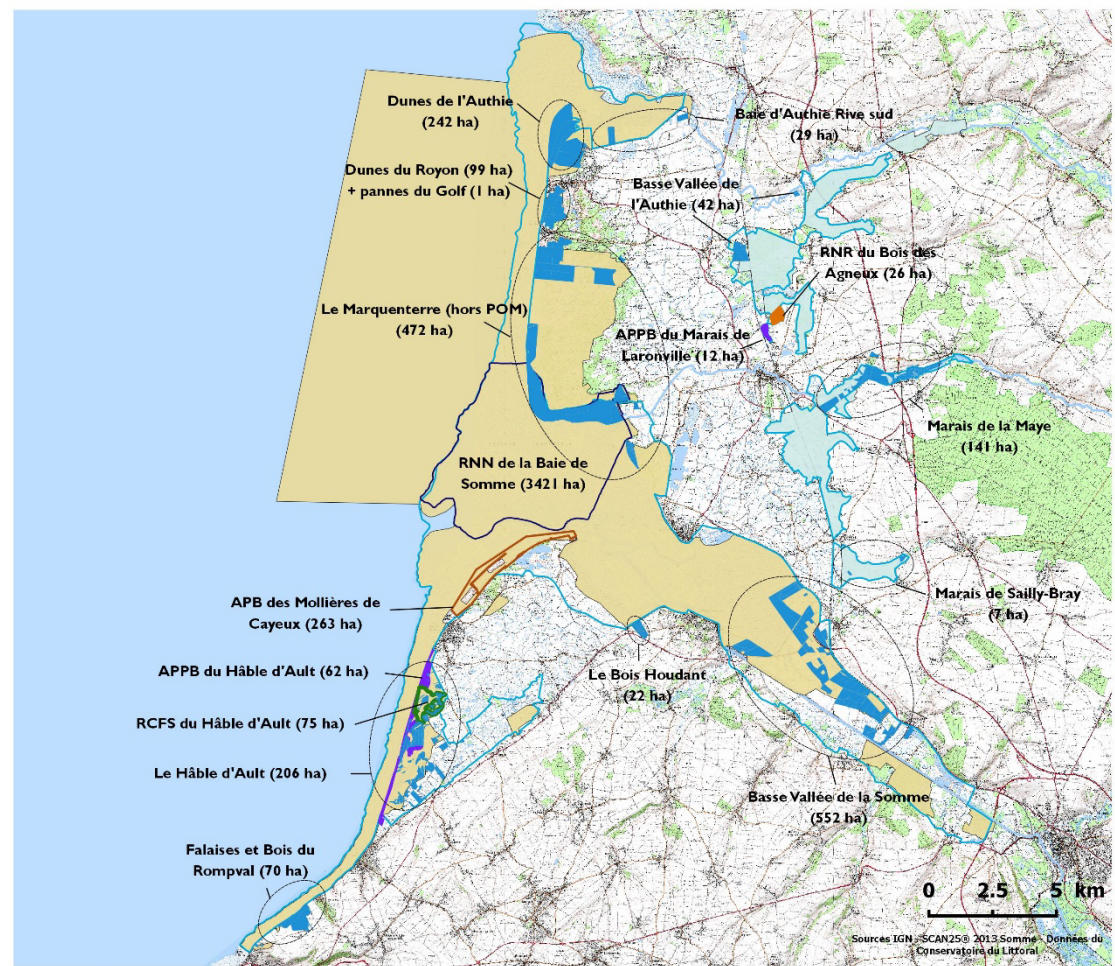 Dunes de l'Authie
(242 ha)
Baie d'Authie Rive sud
(29 ha)
Dunes du Royon (99 ha)
+ pannes du Golf (1 ha)
Basse Vallée de
l'Authie (42 ha)
RNR du Bois des
Agneux (26 ha)
Le Marquenterre (hors POM)
(472 ha)
APPB du Marais de
Laronville (12 ha)
Marais de la Maye
(141 ha)
RNN de la Baie de
Somme (3421 ha)
APB des Mollières de
Cayeux (263 ha)
Marais de Sailly-Bray
(7 ha)
APPB du Hâble d'Ault (62 ha)
Le Bois Houdant
(22 ha)
RCFS du Hâble d'Ault (75 ha)
Le Hâble d'Ault (206 ha)
Basse Vallée de la Somme
(552 ha)
Falaises et Bois du
Rompval (70 ha)
0 2.5 5 km
Sources IGN - SCAN25® 2013 Somme - Données du
Conservatoire du Littoral